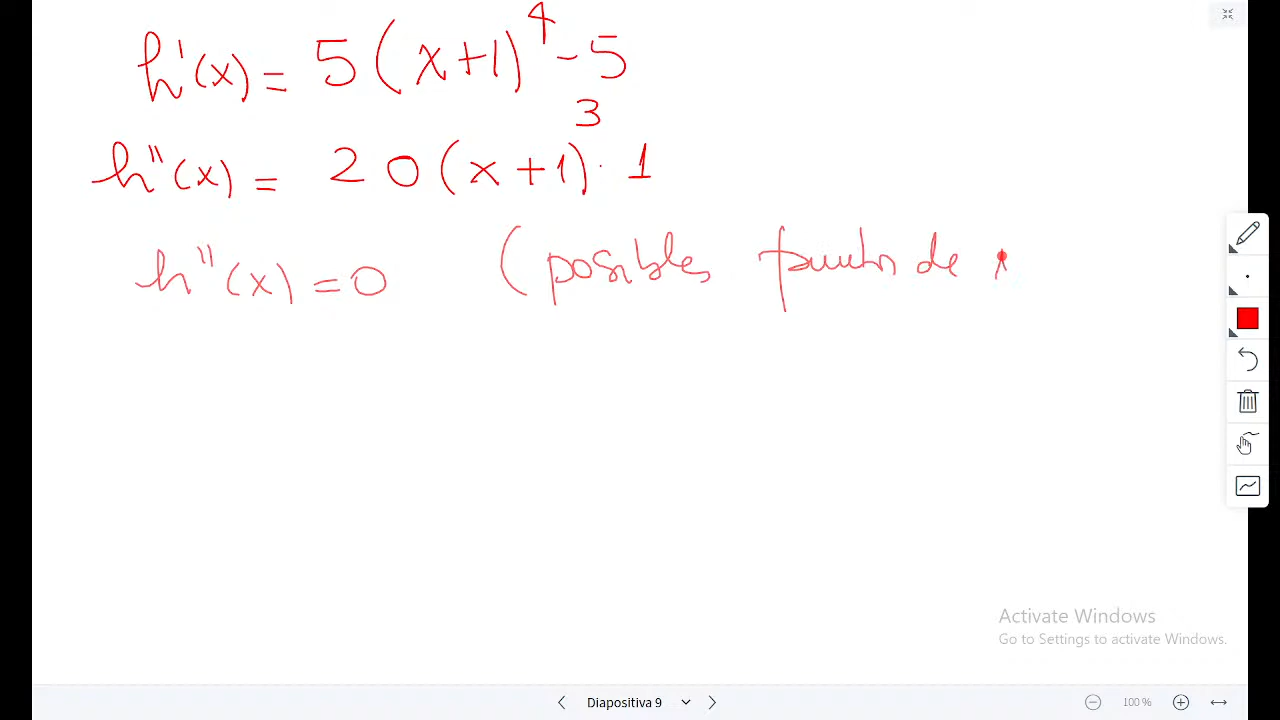 h'(x) = 5(x+1)⁴ - 5
h''(x) = 20(x+1)³ · 1
h''(x) = 0 (posibles puntos de
Activate Windows
Go to Settings to activate Windows.
Diapositiva 9
100 %